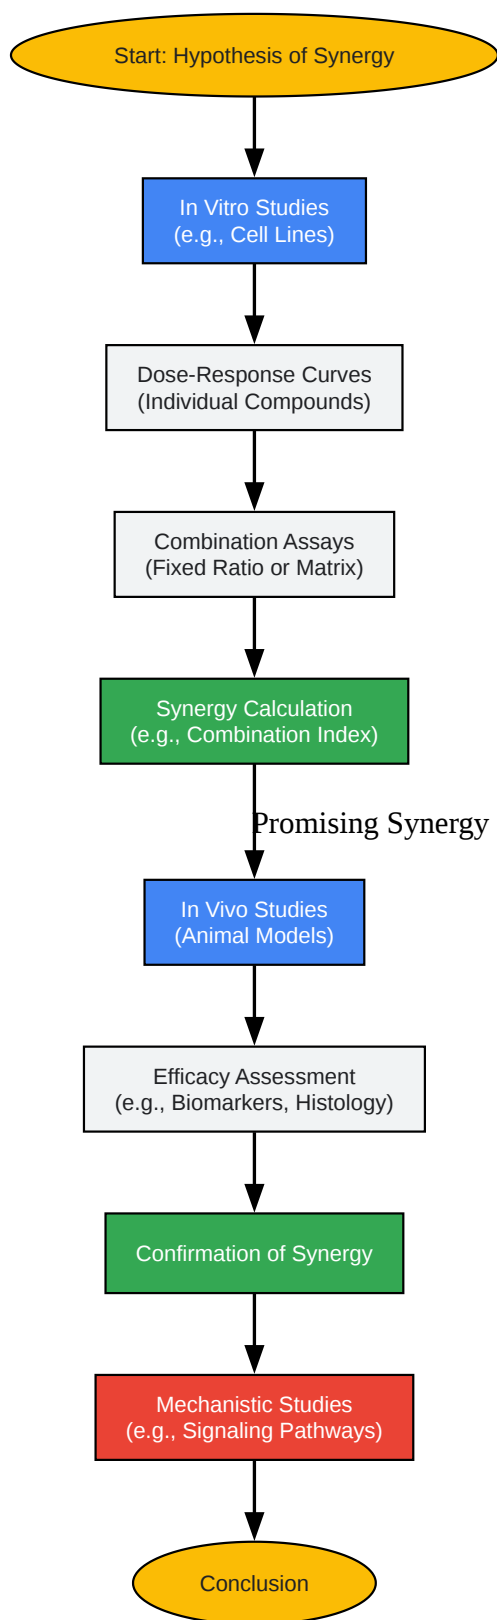 Start: Hypothesis of Synergy
In Vitro Studies
(e.g., Cell Lines)
Dose-Response Curves
(Individual Compounds)
Combination Assays
(Fixed Ratio or Matrix)
Synergy Calculation
(e.g., Combination Index)
Promising Synergy
In Vivo Studies
(Animal Models)
Efficacy Assessment
(e.g., Biomarkers, Histology)
Confirmation of Synergy
Mechanistic Studies
(e.g., Signaling Pathways)
Conclusion